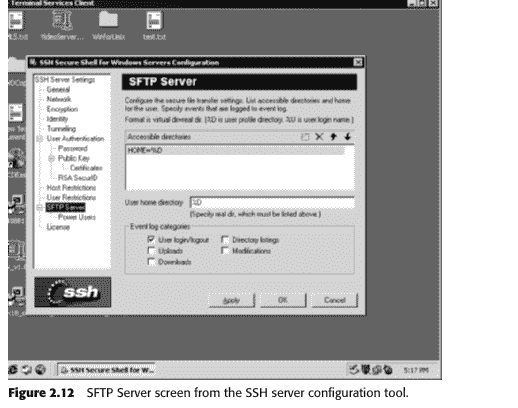 Terminal Services Client
VideoServer...
WinforUnix
test.txt
SSH Secure Shell for Windows Servers Configuration
SSH Server Settings
General
Network
Encryption
Identity
Tunneling
User Authentication
Password
Public Key
Certificates
RSA SecurID
Host Restrictions
User Restrictions
SFTP Server
Power Users
License
SFTP Server
Configure the secure file transfer settings. List accessible directories and home
for the user. Specify events that are logged to event log.
Format is virtual dir=real dir. (%D is user profile directory. %U is user login name.)
Accessible directories
HOME=%D
User home directory
%D
(Specify real dir, which must be listed above.)
Event log categories
User login/logout
Directory listings
Uploads
Modifications
Downloads
ssh
Apply
OK
Cancel
SSH Secure Shell for W...
5:17 PM
Figure 2.12 SFTP Server screen from the SSH server configuration tool.